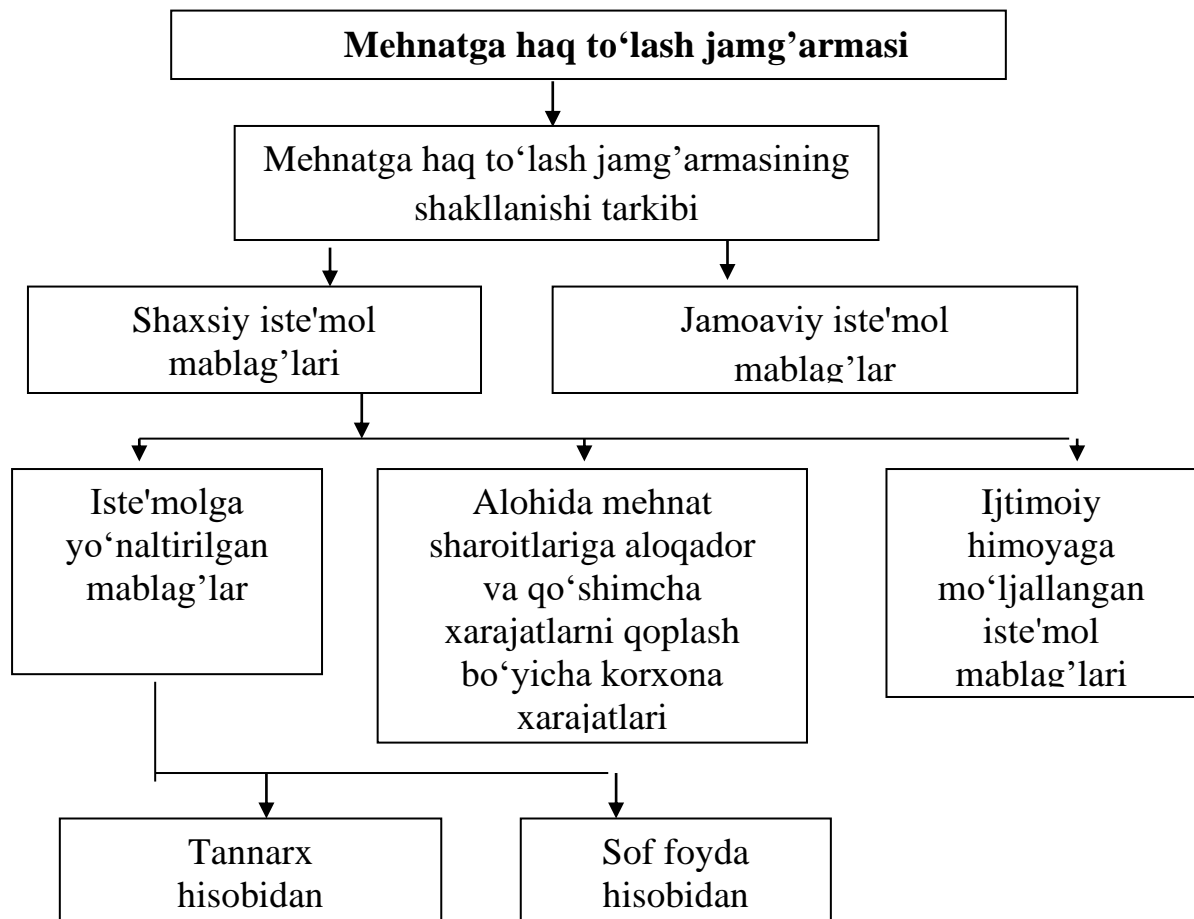 Mehnatga haq to‘lash jamg’armasi
Mehnatga haq to‘lash jamg’armasining
shakllanishi tarkibi
Shaxsiy iste'mol
mablag’lari
Jamoaviy iste'mol
mablag’lar
Iste'molga
yo‘naltirilgan
mablag’lar
Alohida mehnat
sharoitlariga aloqador
va qo‘shimcha
xarajatlarni qoplash
bo‘yicha korxona
xarajatlari
Ijtimoiy
himoyaga
mo‘ljallangan
iste'mol
mablag’lari
Tannarx
hisobidan
Sof foyda
hisobidan